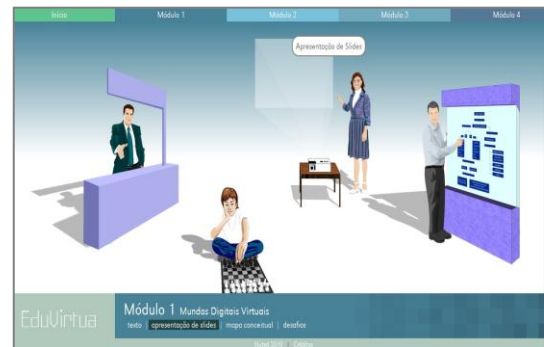 Início Módulo 1 Módulo 2 Módulo 3 Módulo 4
Apresentação de Slides
EduVirtua
Módulo 1 Mundos Digitais Virtuais
texto | apresentação de slides | mapa conceitual | desafios